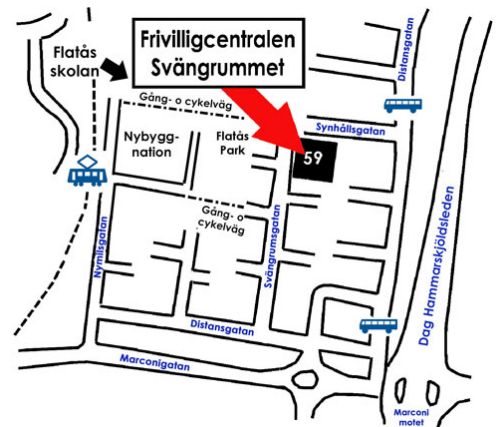 Frivilligcentralen
Svängrummet
Flatås
skolan
Gång- o cykelväg
Nybygg-
nation
Flatås
Park
Synhållsgatan
59
Distansgatan
Gång- o
cykelväg
Nymilsgatan
Svängrumsgatan
Dag Hammarskjöldsleden
Distansgatan
Marconigatan
Marconi
motet